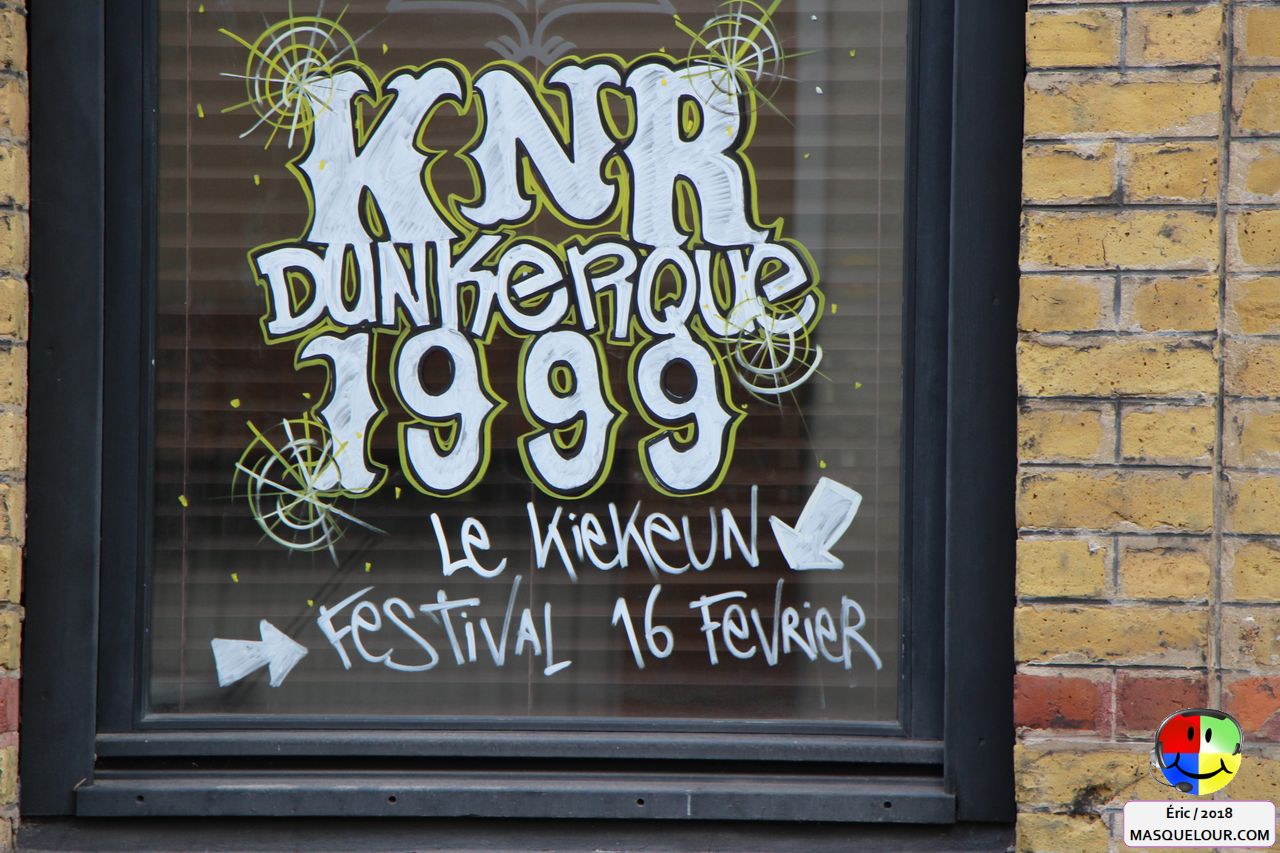 KNR
DUNKerQue
1999
Le KieKeUN
FeSTiVAL 16 FeVrieR
Éric / 2018
MASQUELOUR.COM